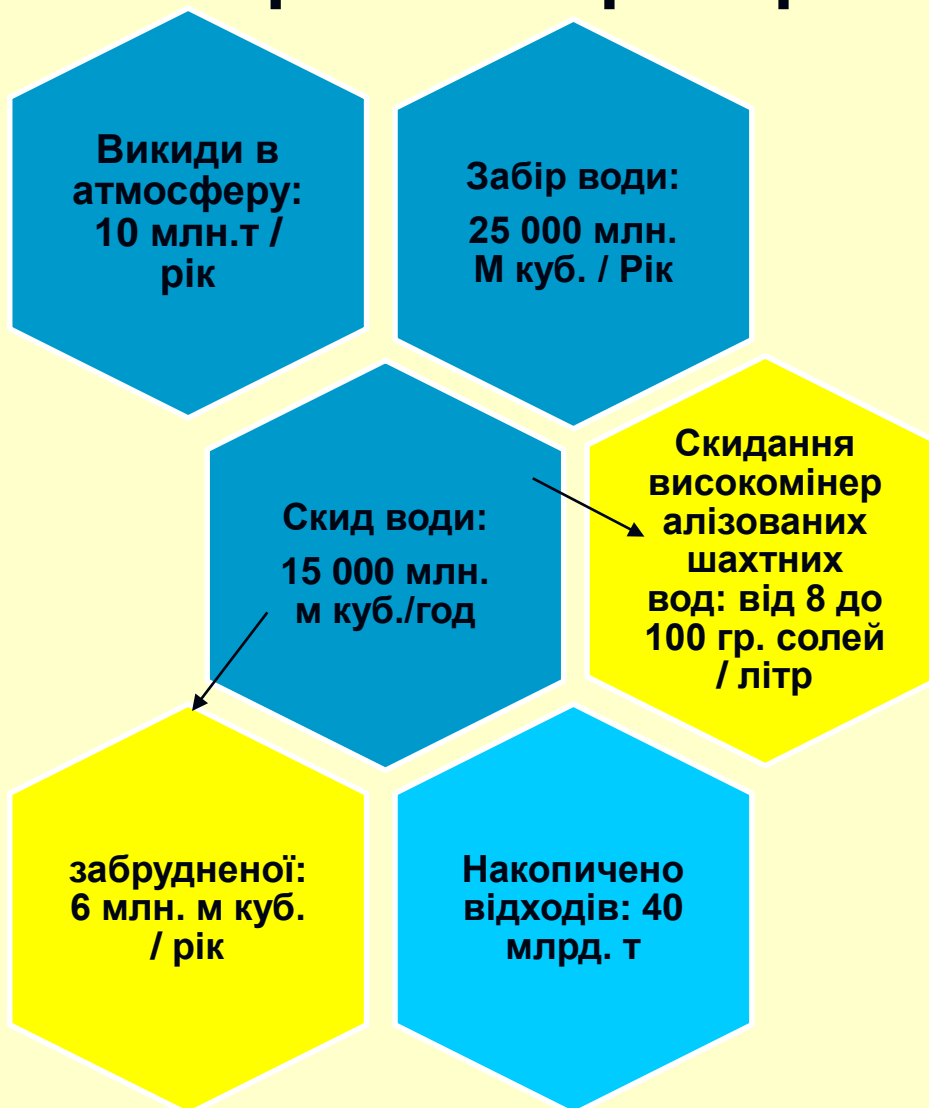 Викиди в
атмосферу:
10 млн.т /
рік
Забір води:
25 000 млн.
М куб. / Рік
Скид води:
15 000 млн.
м куб./год
Скидання
високомінер
алізованих
шахтних
вод: від 8 до
100 гр. солей
/ літр
забрудненої:
6 млн. м куб.
/ рік
Накопичено
відходів: 40
млрд. т